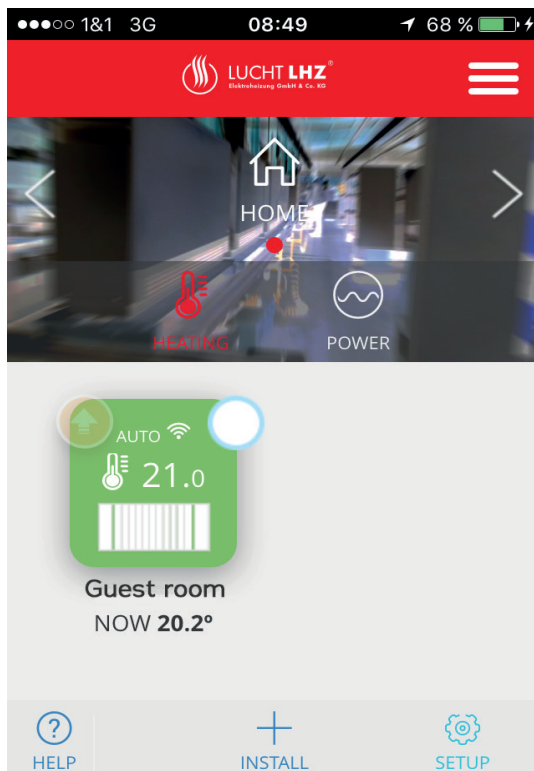 1&1 3G 08:49 68 %
LUCHT LHZ®
Elektroheizung GmbH & Co. KG
HOME
HEATING POWER
AUTO
21.0
Guest room
NOW 20.2º
?
HELP INSTALL SETUP